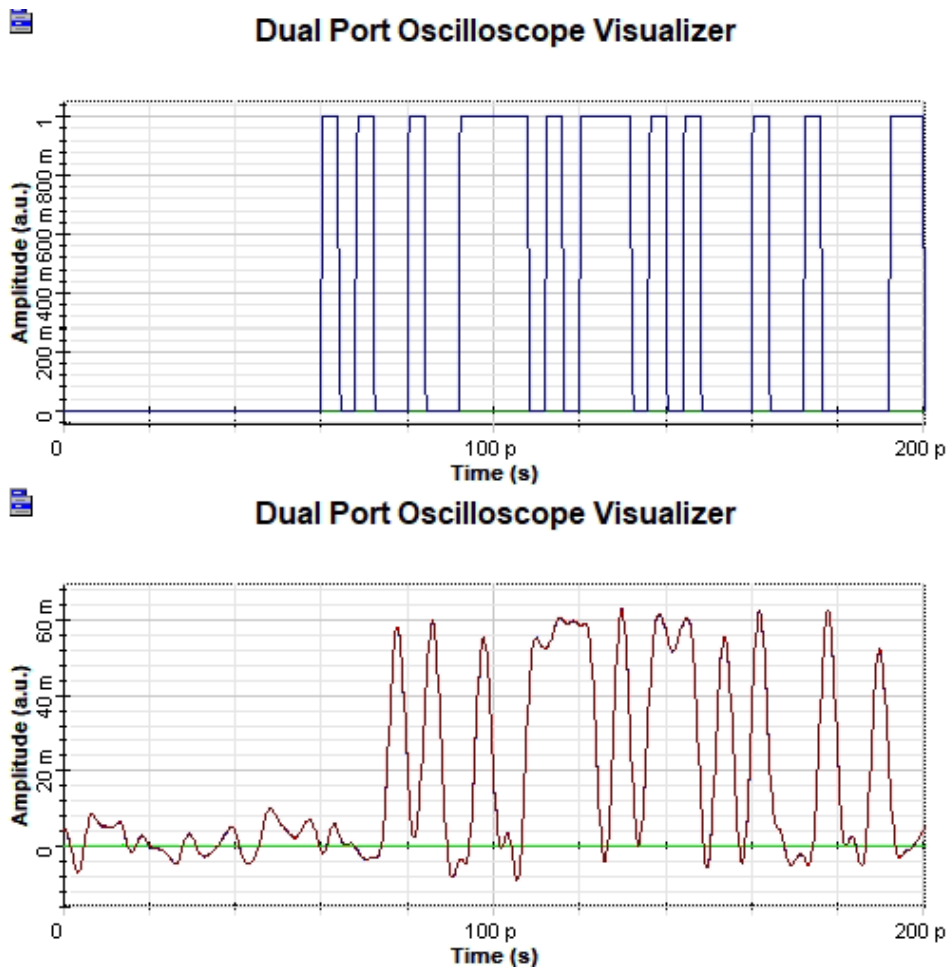 Dual Port Oscilloscope Visualizer
Amplitude (a.u.)
1
800 m
600 m
400 m
200 m
0
0 100 p 200 p
Time (s)
Dual Port Oscilloscope Visualizer
Amplitude (a.u.)
60 m
40 m
20 m
0
0 100 p 200 p
Time (s)